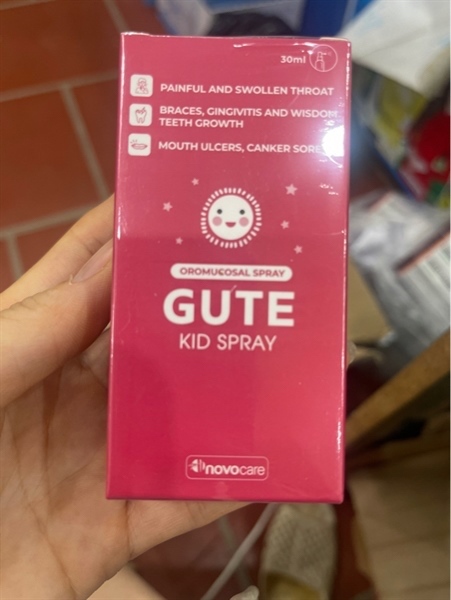 30ml
PAINFUL AND SWOLLEN THROAT
BRACES, GINGIVITIS AND WISDOM
TEETH GROWTH
MOUTH ULCERS, CANKER SORES
OROMUCOSAL SPRAY
GUTE
KID SPRAY
novocare